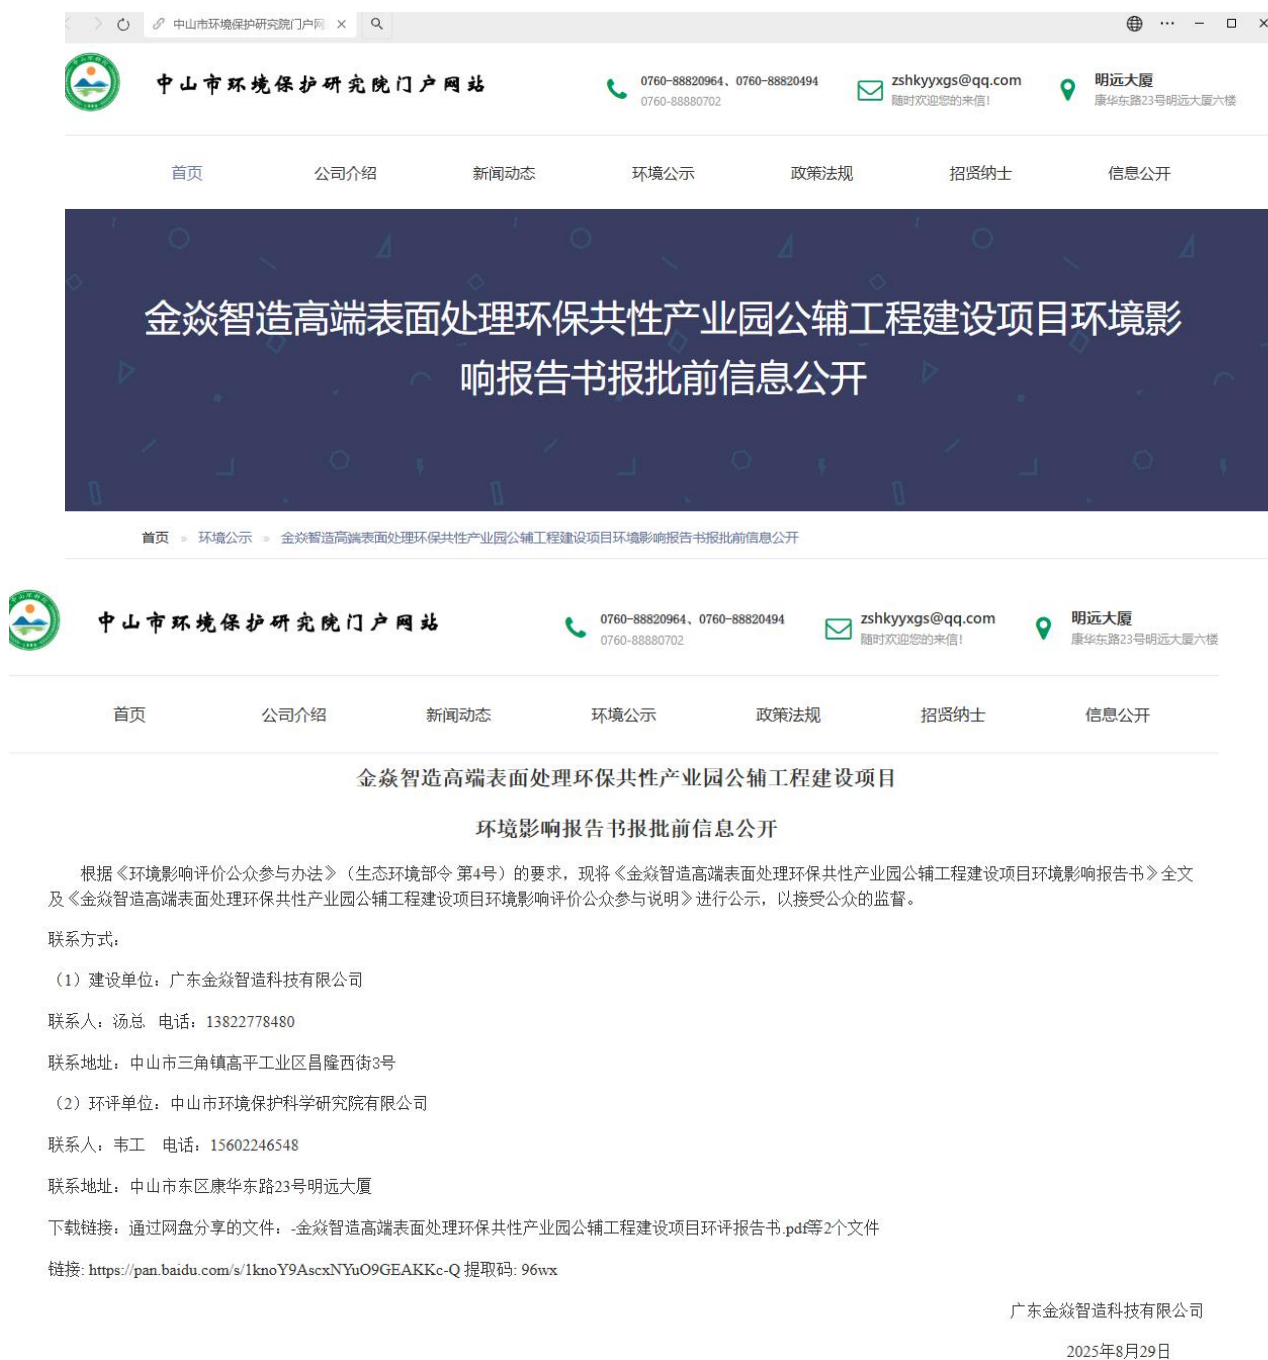 中山市环境保护研究院门户网
中山市环境保护研究院门户网站
0760-88820964、0760-88820494
0760-88880702
zshkyyxgs@qq.com
随时欢迎您的来信!
明远大厦
康华东路23号明远大厦六楼
首页 公司介绍 新闻动态 环境公示 政策法规 招贤纳士 信息公开
金焱智造高端表面处理环保共性产业园公辅工程建设项目环境影
响报告书报批前信息公开
首页 » 环境公示 » 金焱智造高端表面处理环保共性产业园公辅工程建设项目环境影响报告书报批前信息公开
中山市环境保护研究院门户网站
0760-88820964、0760-88820494
0760-88880702
zshkyyxgs@qq.com
随时欢迎您的来信!
明远大厦
康华东路23号明远大厦六楼
首页 公司介绍 新闻动态 环境公示 政策法规 招贤纳士 信息公开
金焱智造高端表面处理环保共性产业园公辅工程建设项目
环境影响报告书报批前信息公开
根据《环境影响评价公众参与办法》（生态环境部令 第4号）的要求，现将《金焱智造高端表面处理环保共性产业园公辅工程建设项目环境影响报告书》全文
及《金焱智造高端表面处理环保共性产业园公辅工程建设项目环境影响评价公众参与说明》进行公示，以接受公众的监督。
联系方式：
（1）建设单位：广东金焱智造科技有限公司
联系人：汤总 电话：13822778480
联系地址：中山市三角镇高平工业区昌隆西街3号
（2）环评单位：中山市环境保护科学研究院有限公司
联系人：韦工 电话：15602246548
联系地址：中山市东区康华东路23号明远大厦
下载链接：通过网盘分享的文件：-金焱智造高端表面处理环保共性产业园公辅工程建设项目环评报告书.pdf等2个文件
链接: https://pan.baidu.com/s/1knoY9AscxNYuO9GEAKKc-Q 提取码: 96wx
广东金焱智造科技有限公司
2025年8月29日